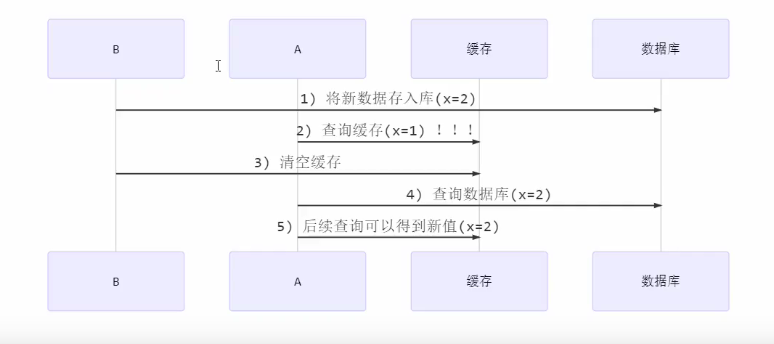 B
A
缓存
数据库
1) 将新数据存入库(x=2)
2) 查询缓存(x=1) ！！！
3) 清空缓存
4) 查询数据库(x=2)
5) 后续查询可以得到新值(x=2)
B
A
缓存
数据库